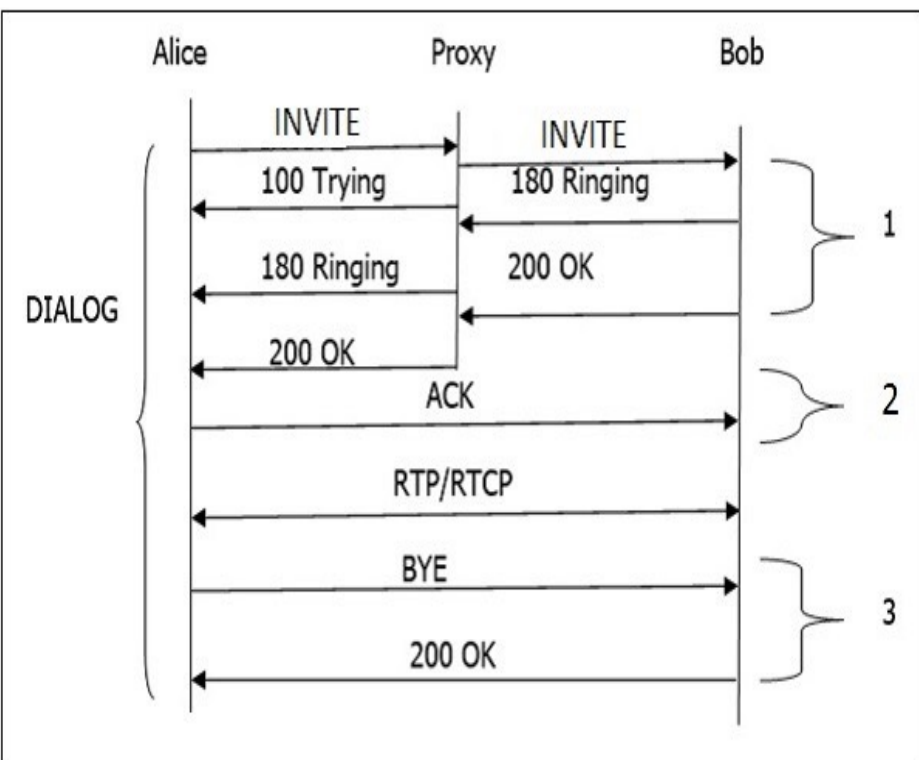 Alice Proxy Bob
INVITE
INVITE
100 Trying
180 Ringing
1
180 Ringing
200 OK
DIALOG
200 OK
ACK
2
RTP/RTCP
BYE
3
200 OK